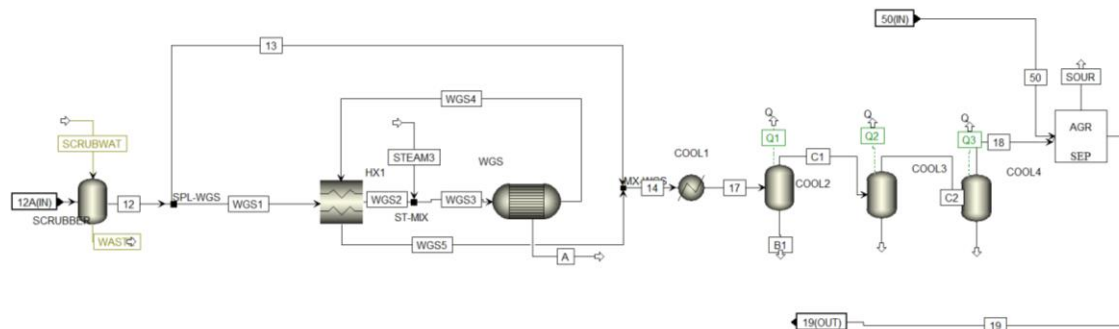 50(IN)
13
50
SOUR
WGS4
SCRUBWAT
STEAM3
WGS
Q
Q
Q
Q1
Q2
Q3
C1
18
AGR
SEP
HX1
COOL1
COOL2
COOL3
COOL4
12A(IN)
SCRUBBER
12
SPL-WGS
WGS1
WGS2
ST-MIX
WGS3
14
17
C2
WAST
WGS5
A
B1
19(OUT)
19